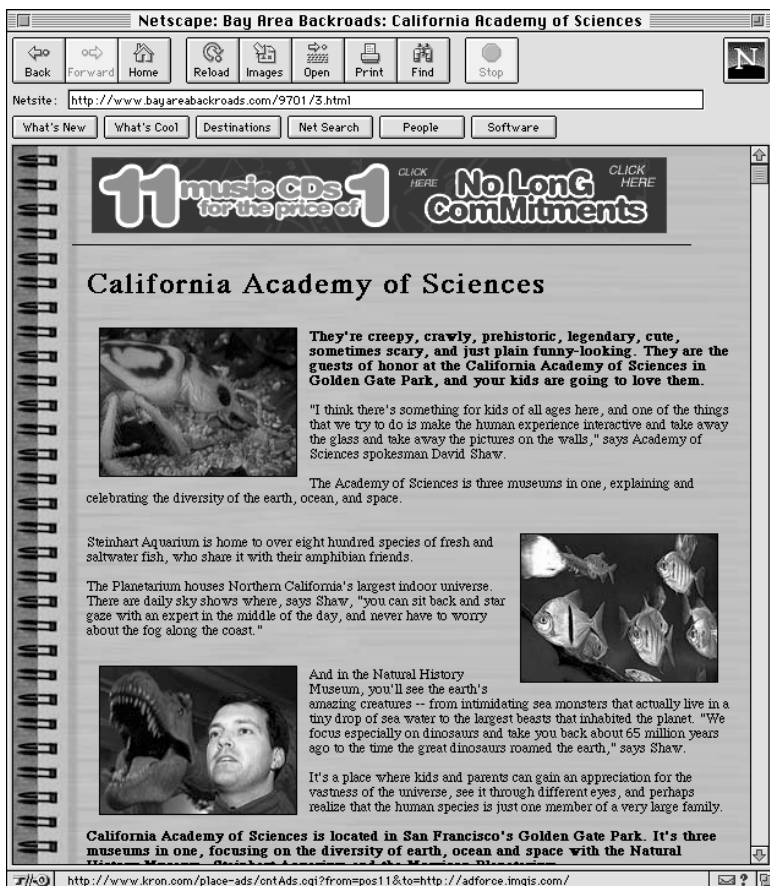 Netscape: Bay Area Backroads: California Academy of Sciences
Back
Forward
Home
Reload
Images
Open
Print
Find
Stop
N
Netsite:
http://www.bayareabackroads.com/9701/3.html
What's New
What's Cool
Destinations
Net Search
People
Software
11 music CDs for the price of 1
CLICK HERE
No LonG ComMitments
CLICK HERE
California Academy of Sciences
They're creepy, crawly, prehistoric, legendary, cute,
sometimes scary, and just plain funny-looking. They are the
guests of honor at the California Academy of Sciences in
Golden Gate Park, and your kids are going to love them.
"I think there's something for kids of all ages here, and one of the things
that we try to do is make the human experience interactive and take away
the glass and take away the pictures on the walls," says Academy of
Sciences spokesman David Shaw.
The Academy of Sciences is three museums in one, explaining and
celebrating the diversity of the earth, ocean, and space.
Steinhart Aquarium is home to over eight hundred species of fresh and
saltwater fish, who share it with their amphibian friends.
The Planetarium houses Northern California's largest indoor universe.
There are daily sky shows where, says Shaw, "you can sit back and star
gaze with an expert in the middle of the day, and never have to worry
about the fog along the coast."
And in the Natural History
Museum, you'll see the earth's
amazing creatures -- from intimidating sea monsters that actually live in a
tiny drop of sea water to the largest beasts that inhabited the planet. "We
focus especially on dinosaurs and take you back about 65 million years
ago to the time the great dinosaurs roamed the earth," says Shaw.
It's a place where kids and parents can gain an appreciation for the
vastness of the universe, see it through different eyes, and perhaps
realize that the human species is just one member of a very large family.
California Academy of Sciences is located in San Francisco's Golden Gate Park. It's three
museums in one, focusing on the diversity of earth, ocean and space with the Natural
History Museum, Steinhart Aquarium and the Morrison Planetarium.
http://www.kron.com/place-ads/cntAds.cgi?from=pos11&to=http://adforce.imgis.com/
?